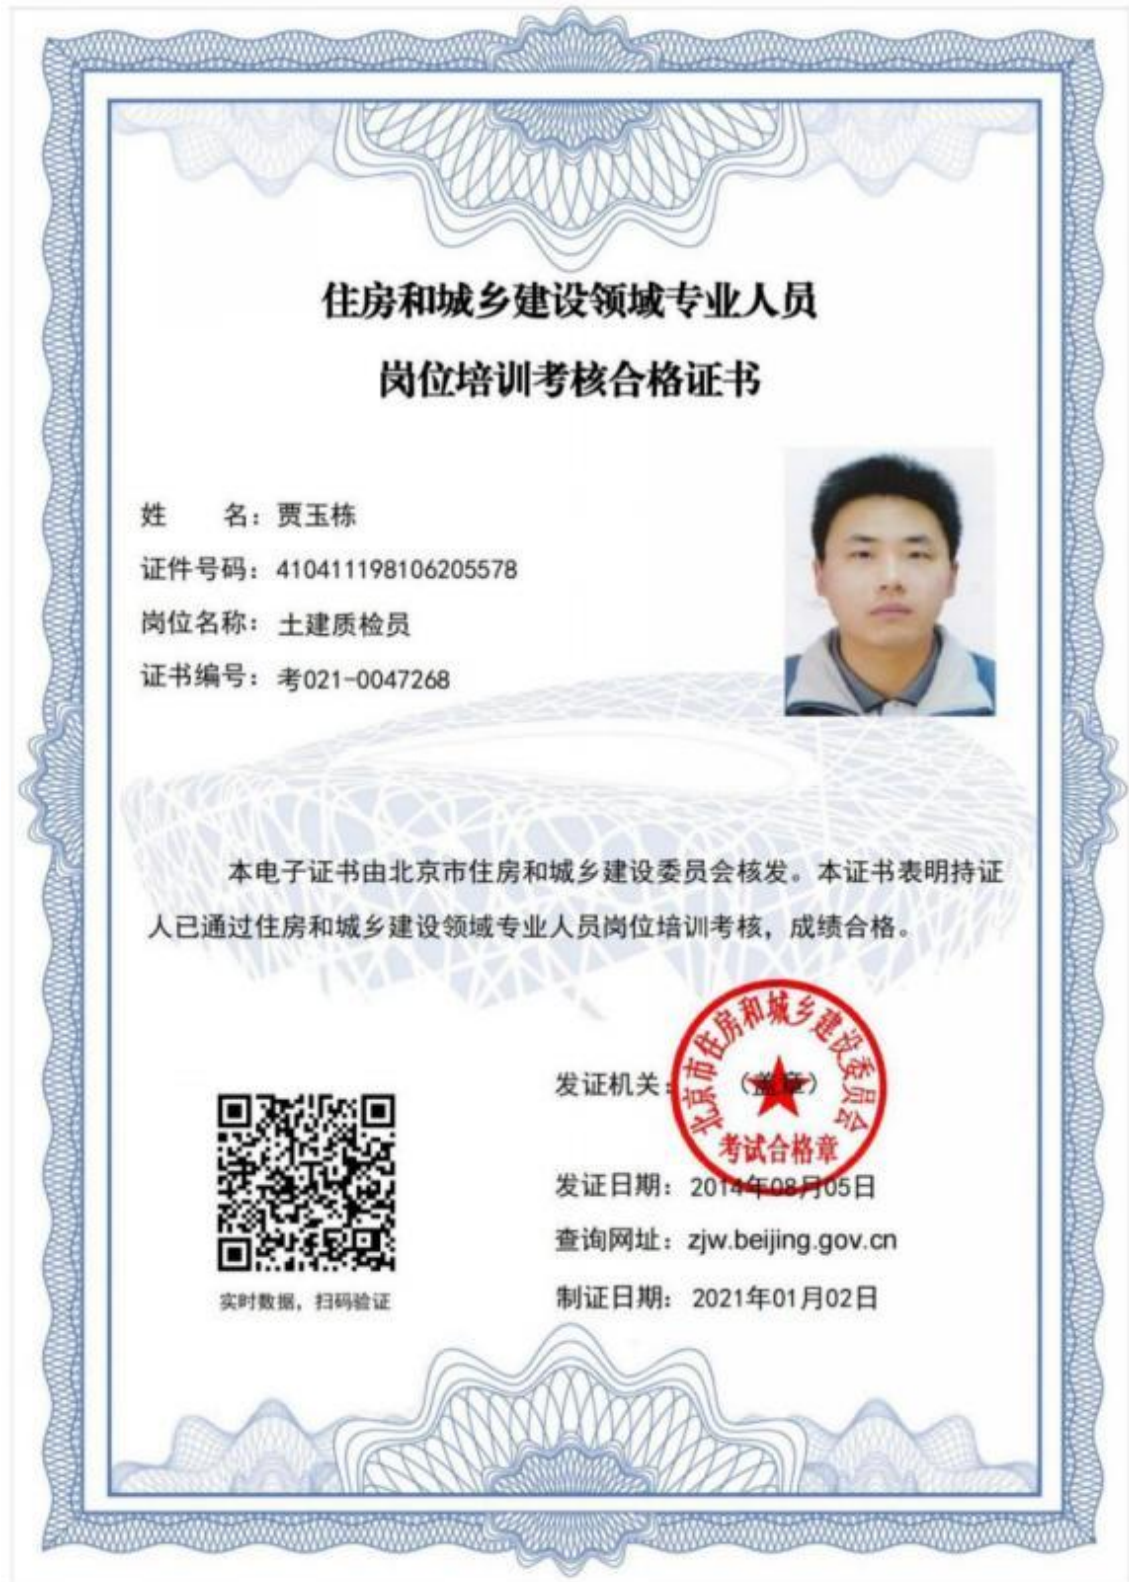 住房和城乡建设领域专业人员
岗位培训考核合格证书
姓　　名：贾玉栋
证件号码：410411198106205578
岗位名称：土建质检员
证书编号：考021-0047268
本电子证书由北京市住房和城乡建设委员会核发。本证书表明持证
人已通过住房和城乡建设领域专业人员岗位培训考核，成绩合格。
发证机关：（盖章）
北京市住房和城乡建设委员会
考试合格章
发证日期：2014年08月05日
查询网址：zjw.beijing.gov.cn
制证日期：2021年01月02日
实时数据，扫码验证